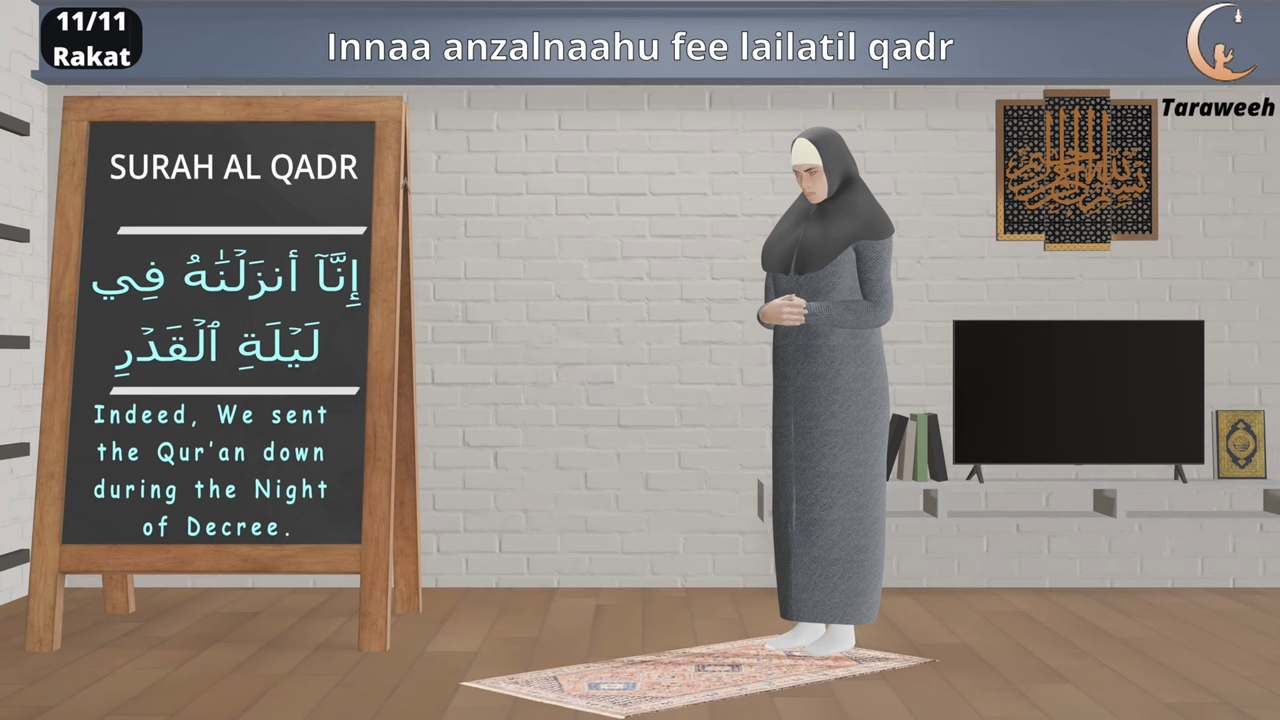 11/11
Rakat
Innaa anzalnaahu fee lailatil qadr
Taraweeh
SURAH AL QADR
إِنَّآ أَنزَلۡنَٰهُ فِي
لَيۡلَةِ ٱلۡقَدۡرِ
Indeed, We sent
the Qur'an down
during the Night
of Decree.